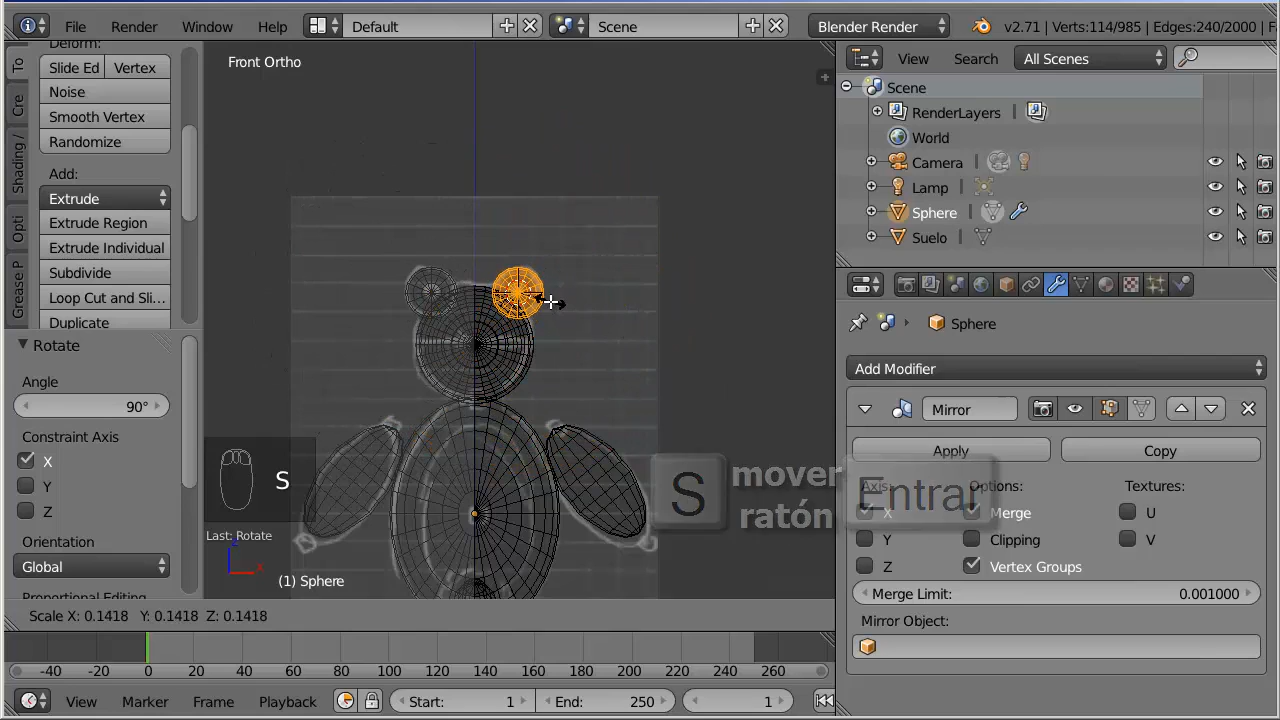 File Render Window Help Default Scene Blender Render v2.71 | Verts:114/985 | Edges:240/2000 | F
Deform:
Slide Ed Vertex
Noise
Smooth Vertex
Randomize
Add:
Extrude
Extrude Region
Extrude Individual
Subdivide
Loop Cut and Sli...
Duplicate
To
Cre
Shading /
Opti
Grease P
Rotate
Angle
90°
Constraint Axis
X
Y
Z
Orientation
Global
Front Ortho
S
Last: Rotate
z
x
(1) Sphere
S mover ratón Entrar
Scale X: 0.1418 Y: 0.1418 Z: 0.1418
-40 -20 0 20 40 60 80 100 120 140 160 180 200 220 240 260
View Marker Frame Playback Start: 1 End: 250 1
View Search All Scenes
Scene
RenderLayers
World
Camera
Lamp
Sphere
Suelo
Sphere
Add Modifier
Mirror
Apply Copy
Axis: Options: Textures:
X Merge U
Y Clipping V
Z Vertex Groups
Merge Limit: 0.001000
Mirror Object: